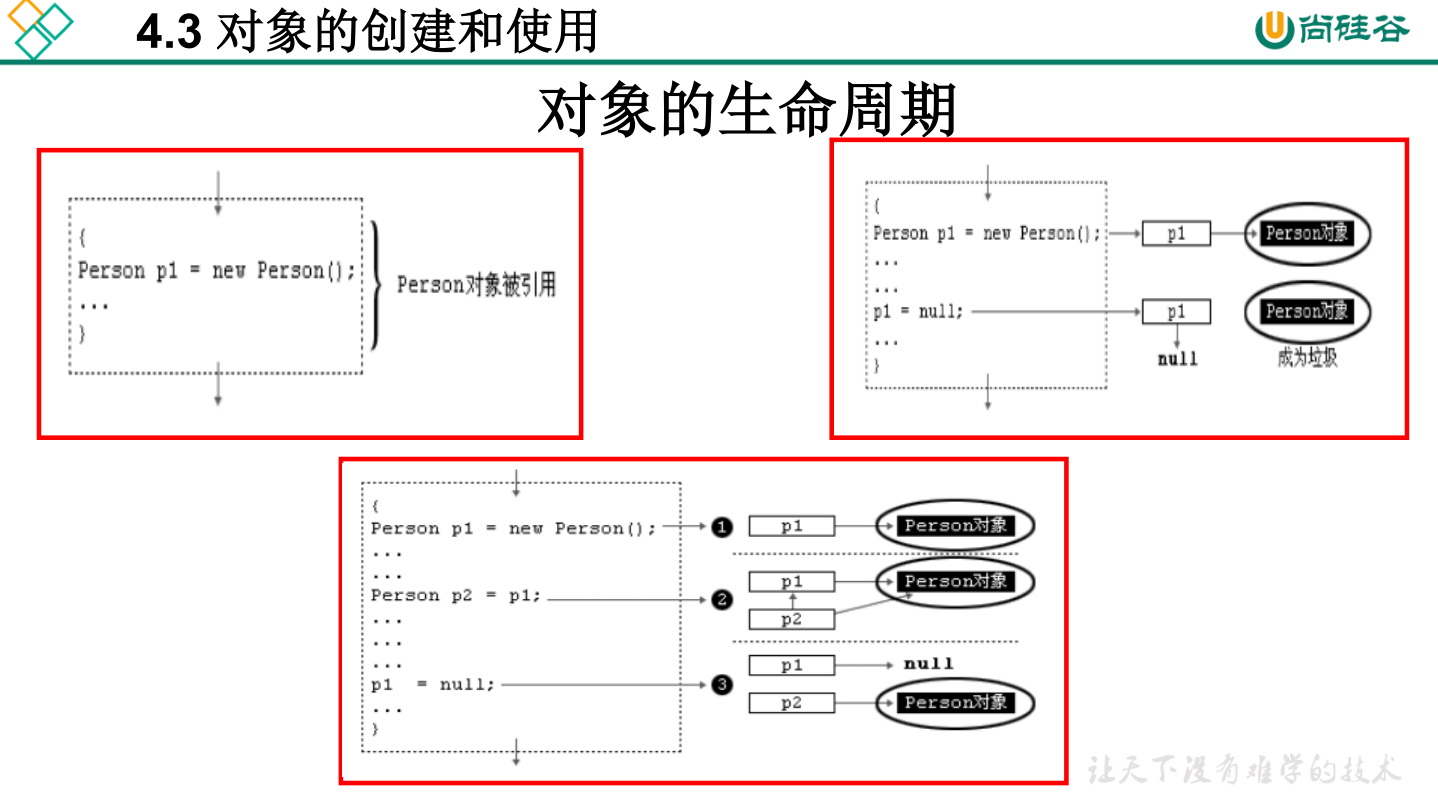 4.3 对象的创建和使用
尚硅谷
对象的生命周期
{
Person p1 = new Person();
...
}
Person对象被引用
{
Person p1 = new Person();
...
...
p1 = null;
...
}
p1
Person对象
p1
Person对象
null
成为垃圾
{
Person p1 = new Person();
...
...
Person p2 = p1;
...
...
...
p1 = null;
...
}
1
p1
Person对象
2
p1
Person对象
p2
3
p1
null
p2
Person对象
让天下没有难学的技术